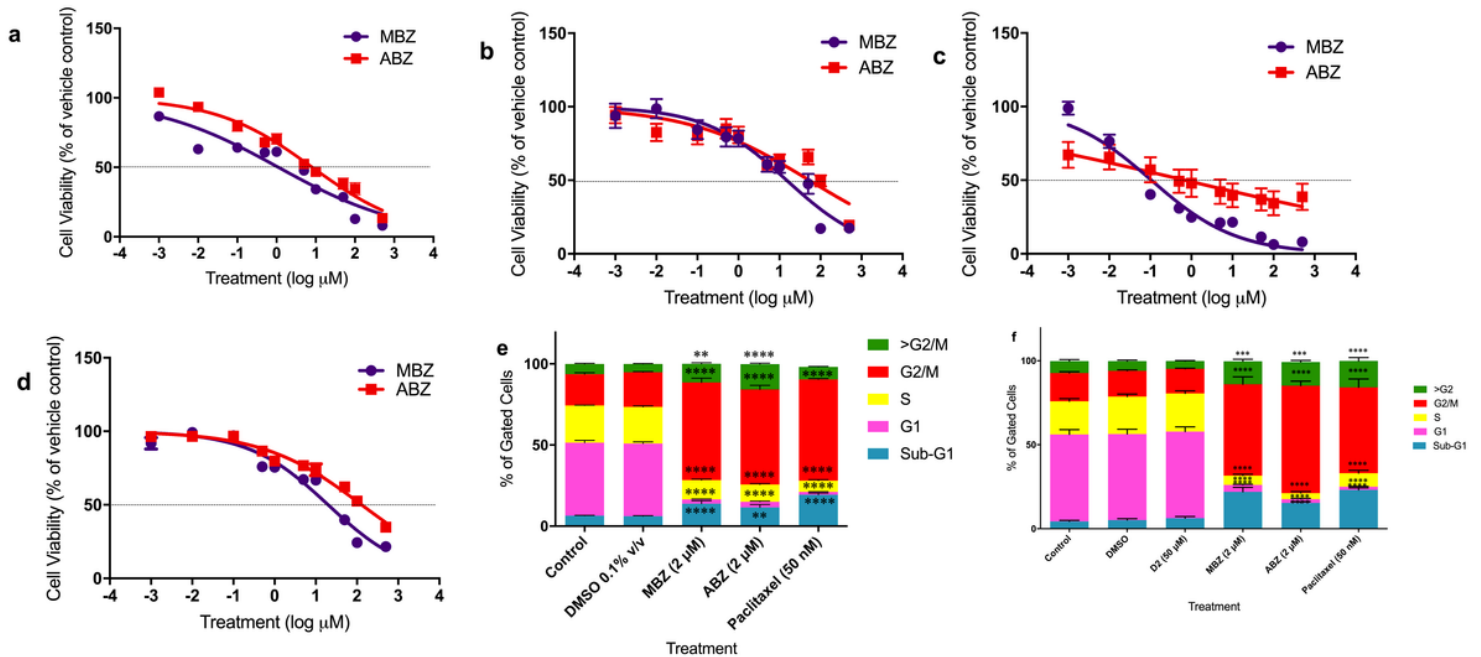 a
150
100
50
0
-4 -3 -2 -1 0 1 2 3 4
Cell Viability (% of vehicle control)
Treatment (log μM)
MBZ
ABZ
b
150
100
50
0
-4 -3 -2 -1 0 1 2 3 4
Cell Viability (% of vehicle control)
Treatment (log μM)
MBZ
ABZ
c
150
100
50
0
-4 -3 -2 -1 0 1 2 3 4
Cell Viability (% of vehicle control)
Treatment (log μM)
MBZ
ABZ
d
150
100
50
0
-4 -3 -2 -1 0 1 2 3 4
Cell Viability (% of vehicle control)
Treatment (log μM)
MBZ
ABZ
e
100
50
0
% of Gated Cells
** ****
**** **** ****
**** **** ****
**** **** ****
**** **
Control
DMSO 0.1% v/v
MBZ (2 μM)
ABZ (2 μM)
Paclitaxel (50 nM)
Treatment
>G2/M
G2/M
S
G1
Sub-G1
f
100
50
0
% of Gated Cells
*** *** ****
**** **** ****
**** **** ****
**** **** ****
**** **** ****
Control
DMSO
D2 (50 μM)
MBZ (2 μM)
ABZ (2 μM)
Paclitaxel (50 nM)
Treatment
>G2
G2/M
S
G1
Sub-G1